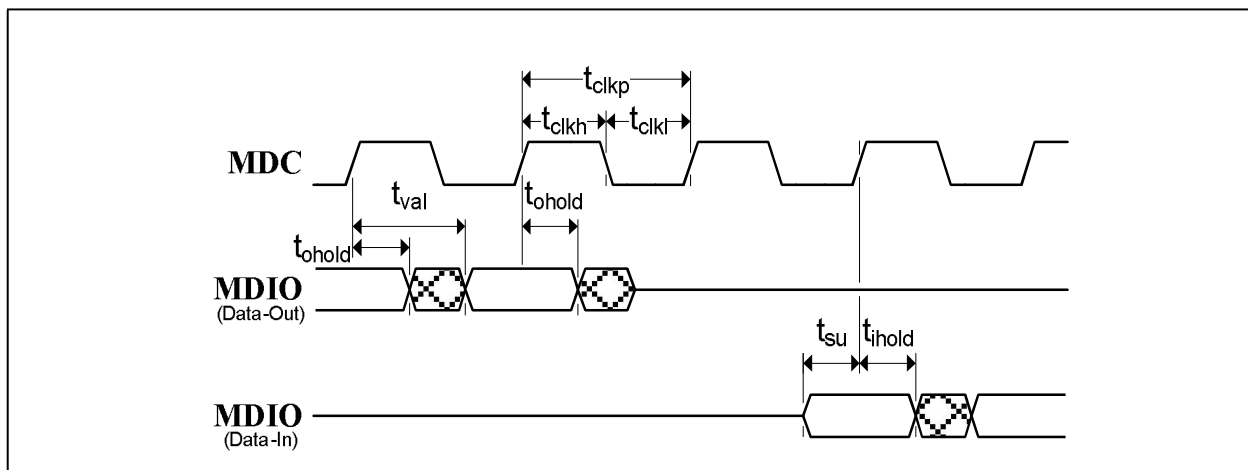 tclkp
tclkh tclkl
MDC
tval tohold
tohold
MDIO
(Data-Out)
tsu tihold
MDIO
(Data-In)